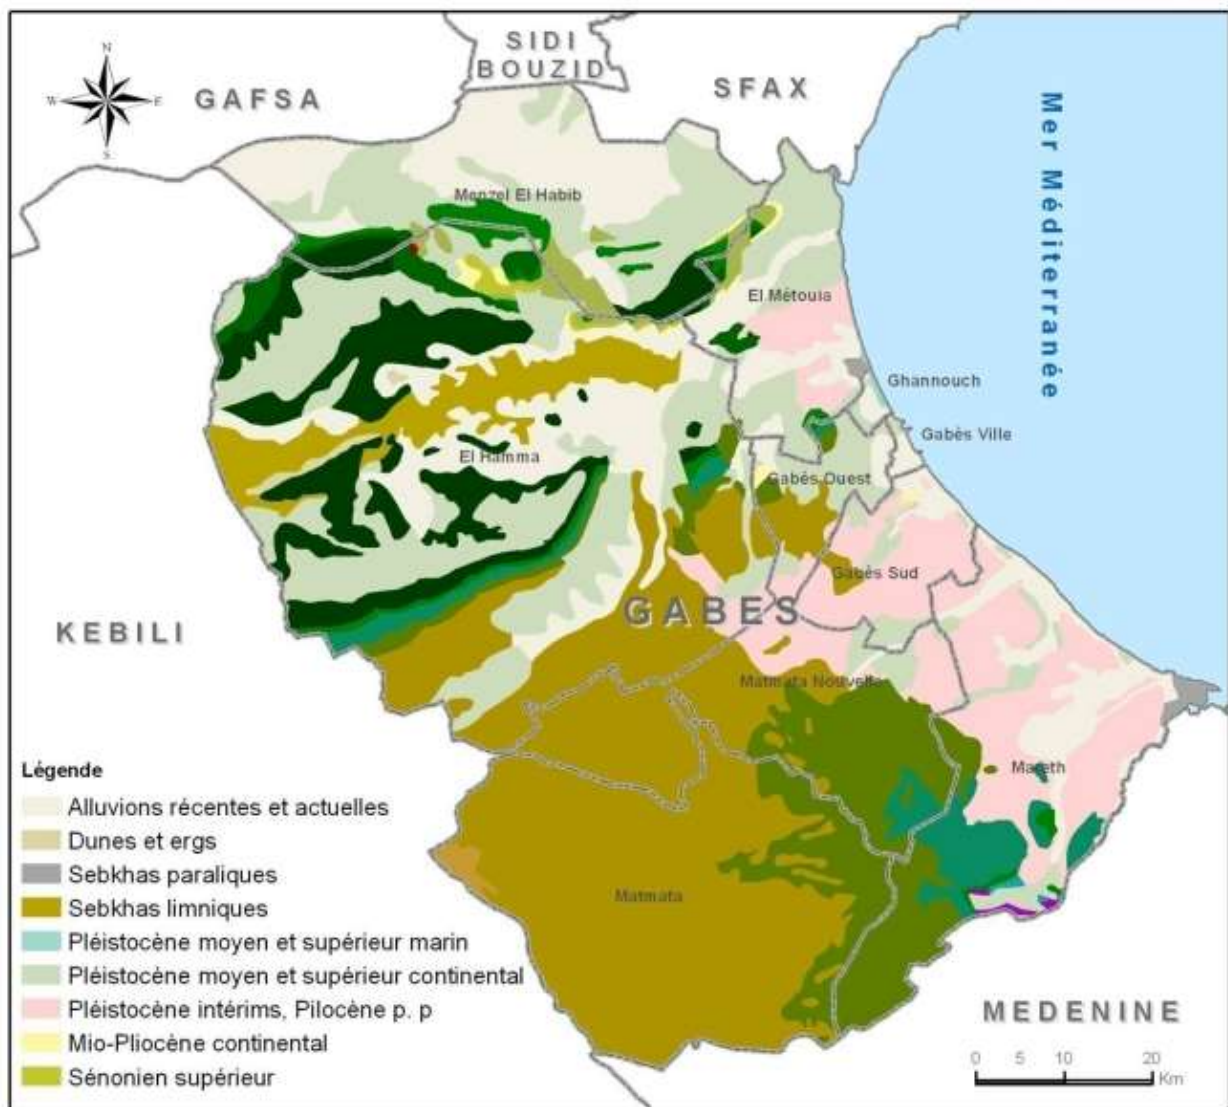 N
W E
S
GAFSA
SIDI
BOUZID
SFAX
Mer Méditerranée
Menzel El Habib
El Métouia
Ghannouch
Gabès Ville
El Hamma
Gabès Ouest
Gabès Sud
GABES
KEBILI
Matmata Nouvelle
Mareth
Matmata
MEDENINE
Légende
Alluvions récentes et actuelles
Dunes et ergs
Sebkhas paraliques
Sebkhas limniques
Pléistocène moyen et supérieur marin
Pléistocène moyen et supérieur continental
Pléistocène intérims, Pilocène p. p
Mio-Pliocène continental
Sénonien supérieur
0 5 10 20
Km